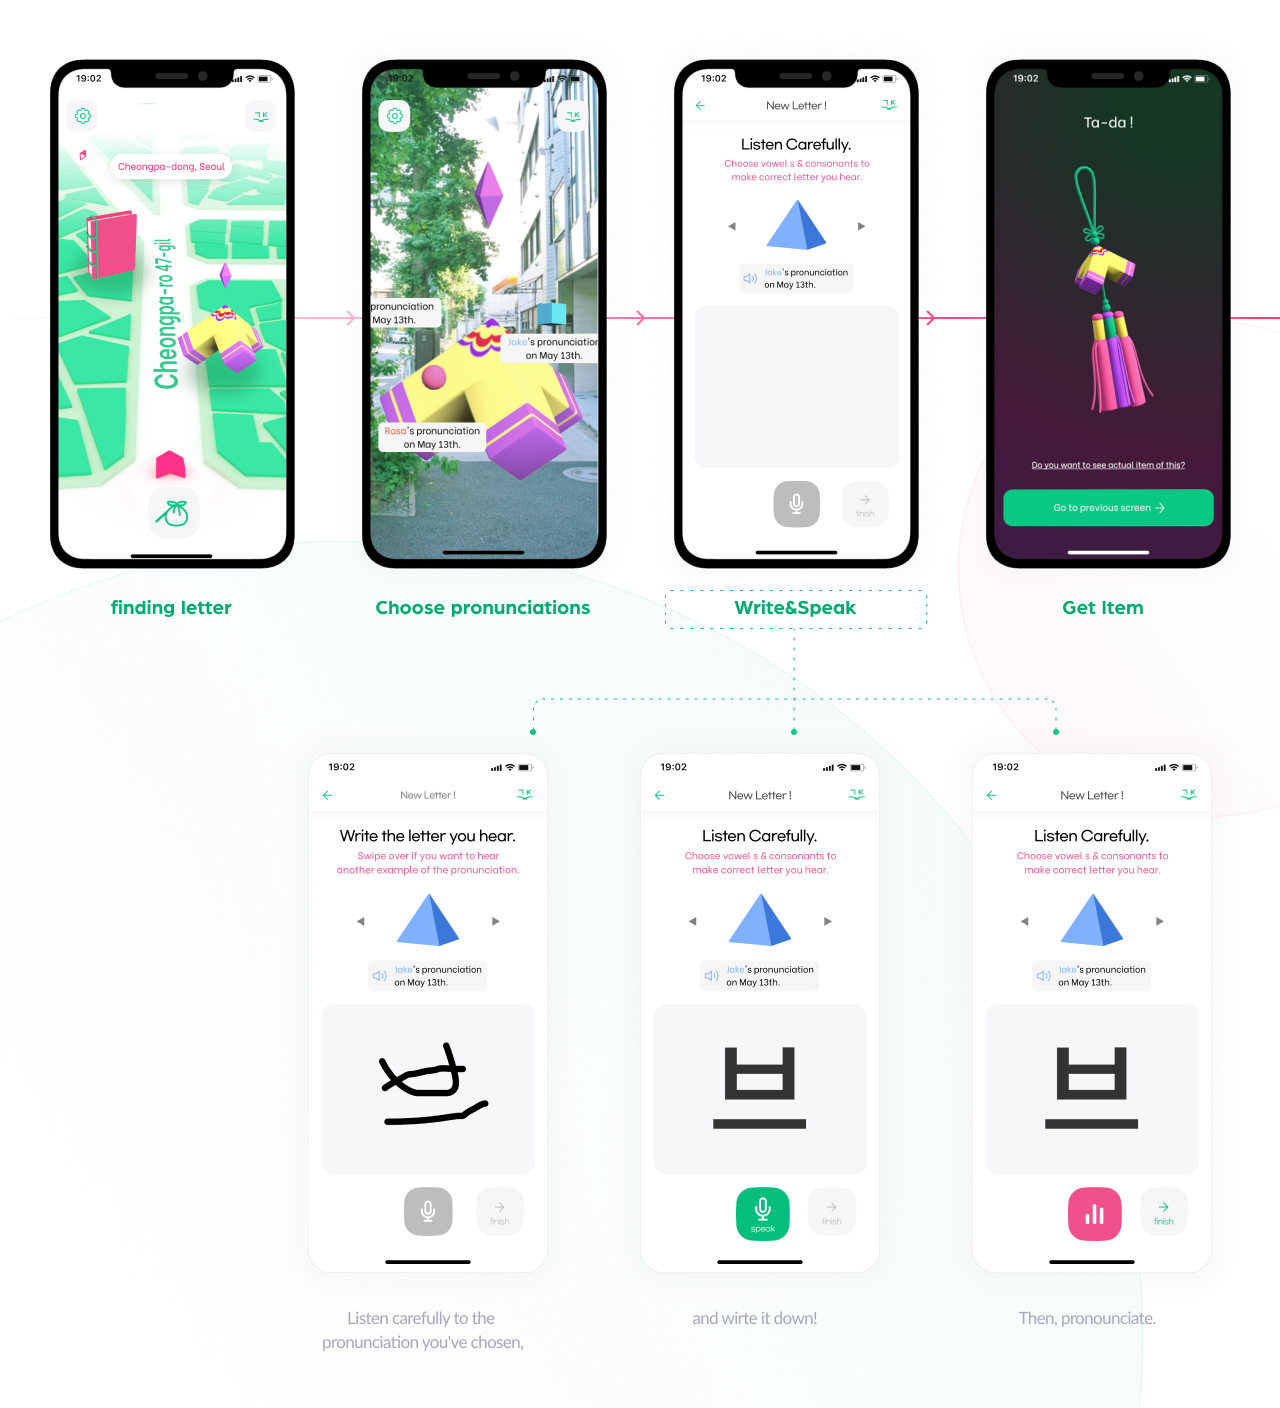 19:02
Cheongpa-dong, Seoul
Cheongpa-ro 47-gil
finding letter
19:02
pronunciation
May 13th.
Jake's pronunciation
on May 13th.
Rosa's pronunciation
on May 13th.
Choose pronunciations
19:02
New Letter !
ㄱ K
Listen Carefully.
Choose vowel s & consonants to
make correct letter you hear.
Jake's pronunciation
on May 13th.
finish
Write&Speak
19:02
Ta-da !
Do you want to see actual item of this?
Go to previous screen
Get Item
19:02
New Letter !
ㄱ K
Write the letter you hear.
Swipe over if you want to hear
another example of the pronunciation.
Jake's pronunciation
on May 13th.
브
finish
Listen carefully to the
pronunciation you've chosen,
19:02
New Letter !
ㄱ K
Listen Carefully.
Choose vowel s & consonants to
make correct letter you hear.
Jake's pronunciation
on May 13th.
브
speak
finish
and wirte it down!
19:02
New Letter !
ㄱ K
Listen Carefully.
Choose vowel s & consonants to
make correct letter you hear.
Jake's pronunciation
on May 13th.
브
finish
Then, pronounciate.